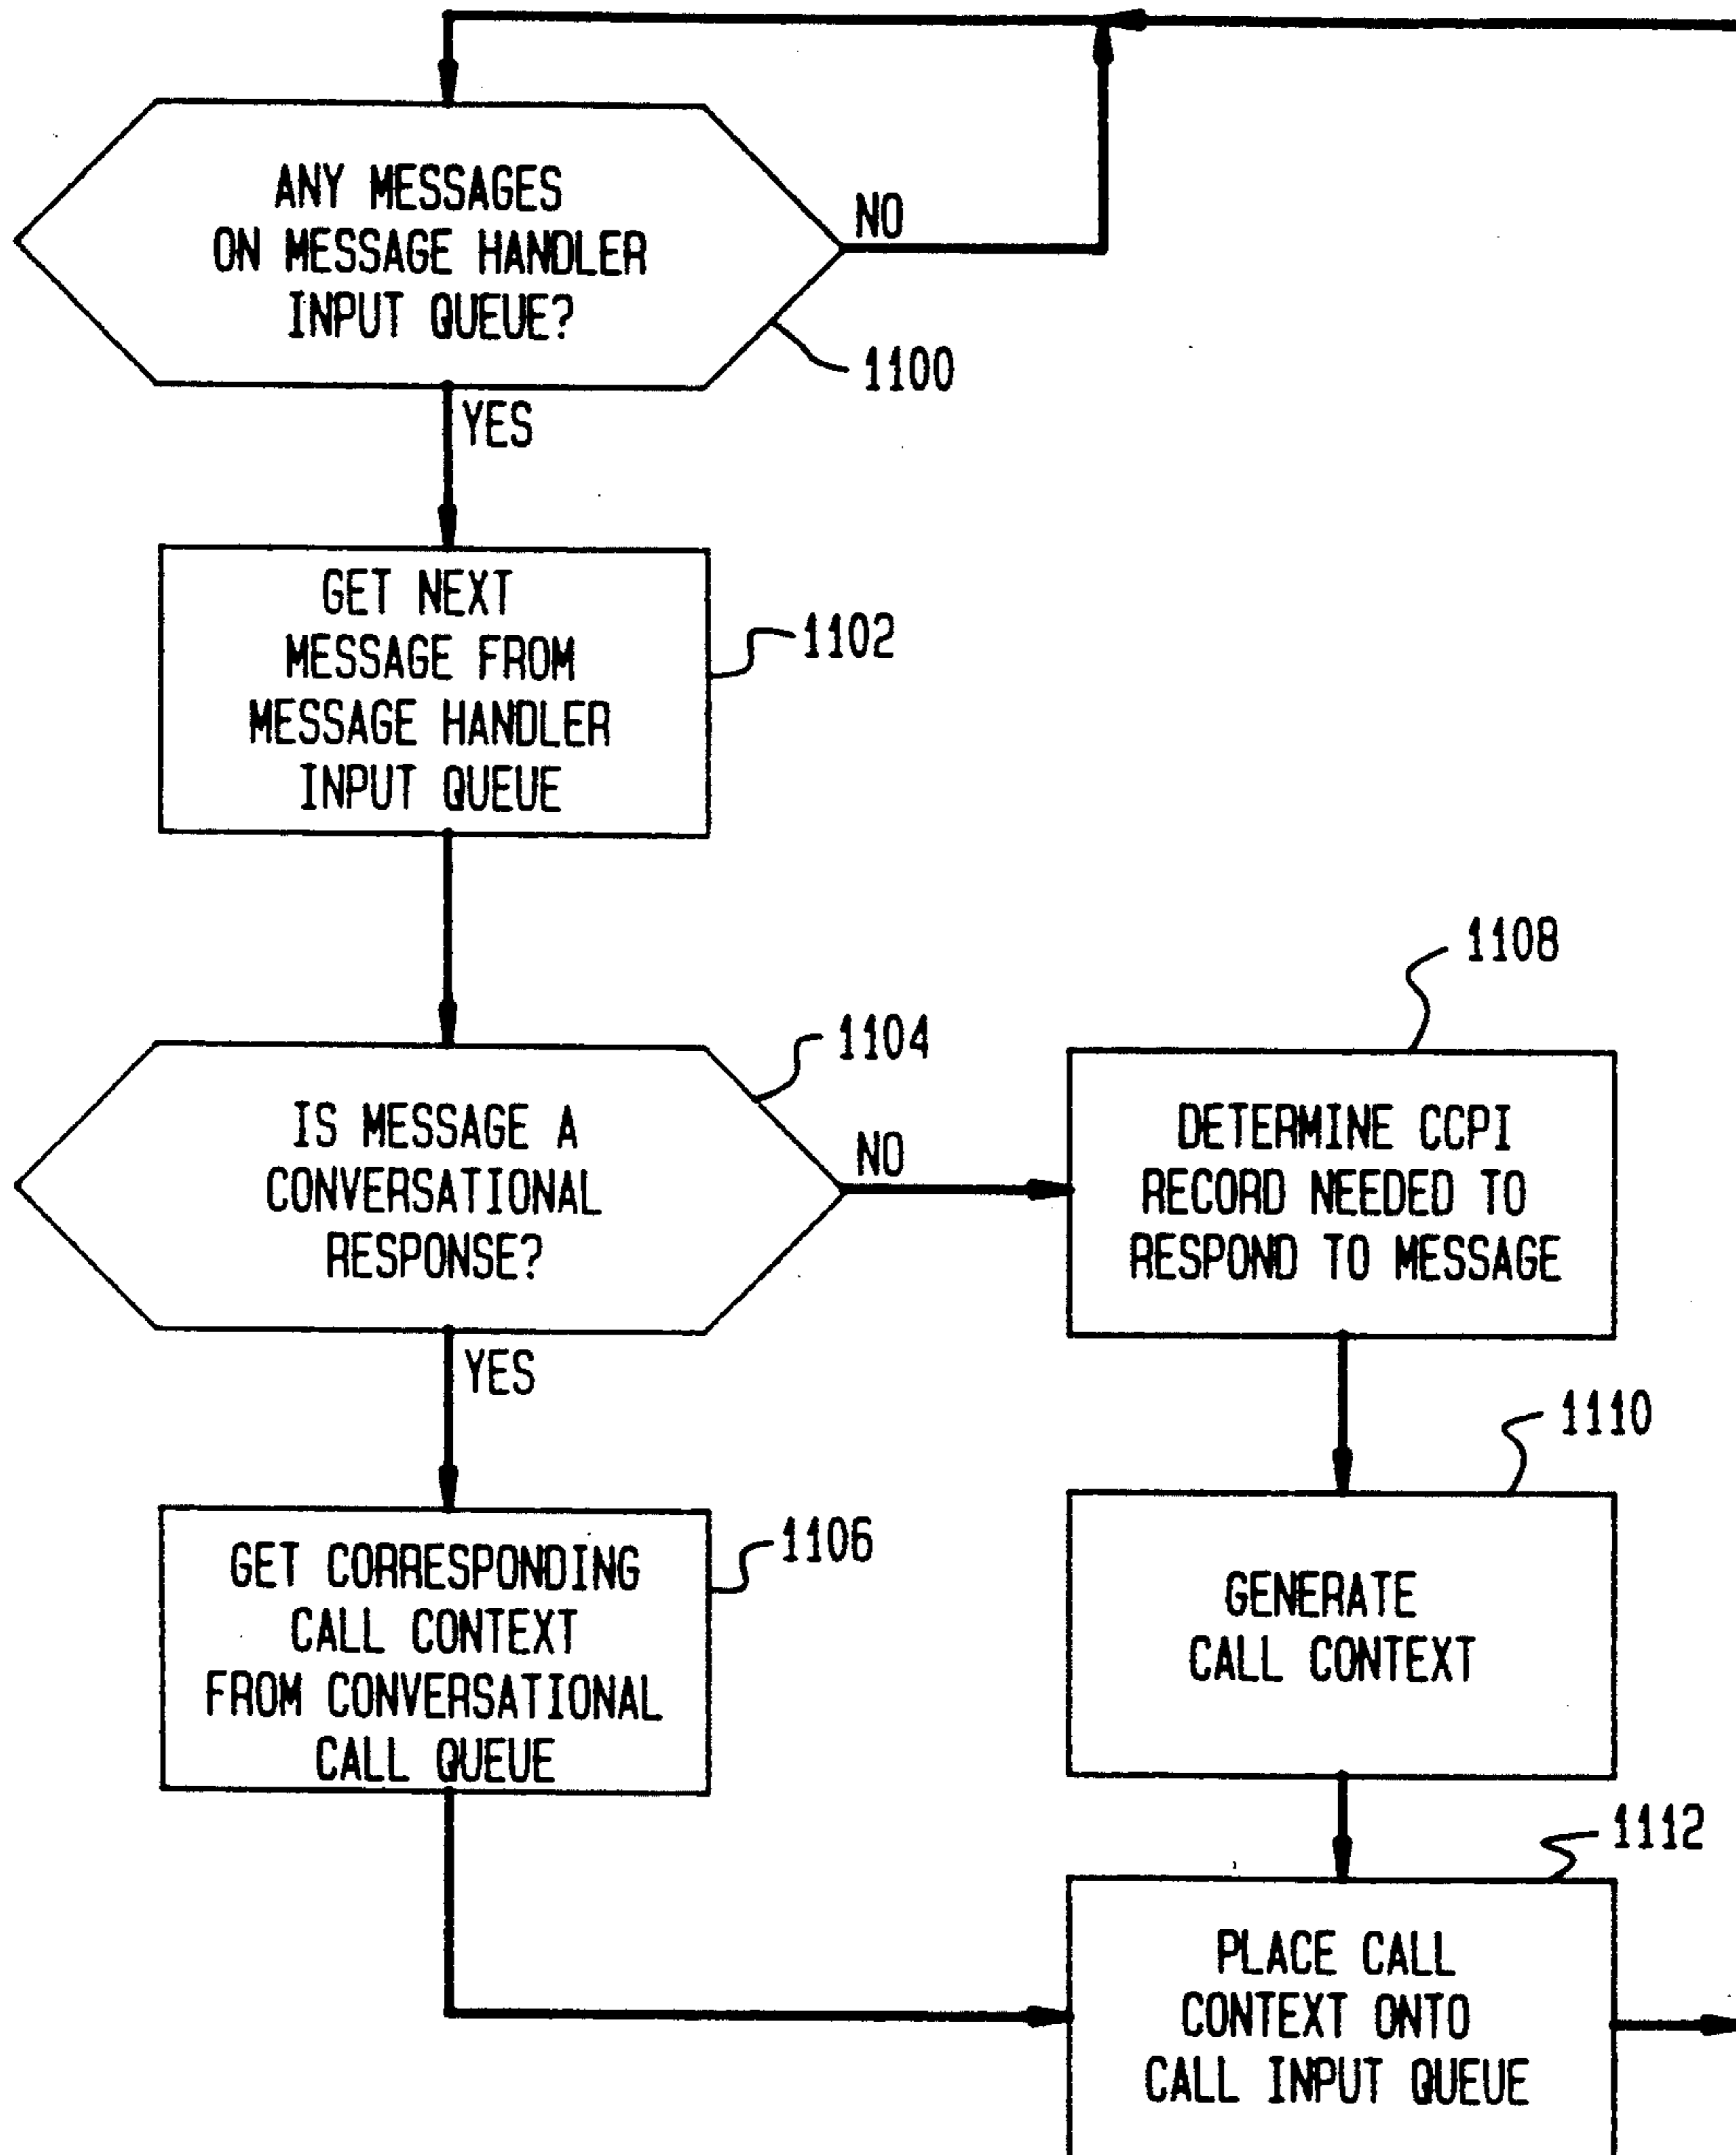 ANY MESSAGES
ON MESSAGE HANDLER
INPUT QUEUE?
NO
1100
YES
GET NEXT
MESSAGE FROM
MESSAGE HANDLER
INPUT QUEUE
1102
IS MESSAGE A
CONVERSATIONAL
RESPONSE?
1104
NO
YES
1108
DETERMINE CCPI
RECORD NEEDED TO
RESPOND TO MESSAGE
1110
GENERATE
CALL CONTEXT
GET CORRESPONDING
CALL CONTEXT
FROM CONVERSATIONAL
CALL QUEUE
1106
1112
PLACE CALL
CONTEXT ONTO
CALL INPUT QUEUE